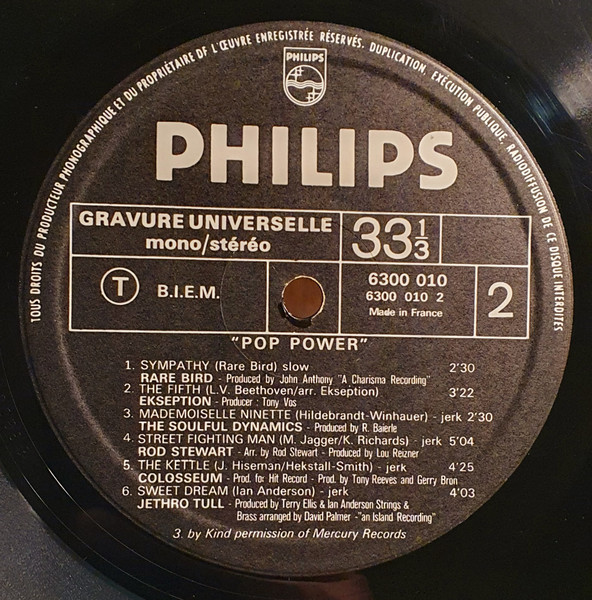 TOUS DROITS DU PRODUCTEUR PHONOGRAPHIQUE ET DU PROPRIÉTAIRE DE L'ŒUVRE ENREGISTRÉE RÉSERVÉS. DUPLICATION, EXÉCUTION PUBLIQUE, RADIODIFFUSION DE CE DISQUE INTERDITES
PHILIPS
PHILIPS
GRAVURE UNIVERSELLE
mono/stéréo
33 1/3
T B.I.E.M.
6300 010
6300 010 2
Made in France
2
"POP POWER"
1. SYMPATHY (Rare Bird) slow 2'30
RARE BIRD - Produced by John Anthony "A Charisma Recording"
2. THE FIFTH (L.V. Beethoven/arr. Ekseption) 3'22
EKSEPTION - Producer : Tony Vos
3. MADEMOISELLE NINETTE (Hildebrandt-Winhauer) - jerk 2'30
THE SOULFUL DYNAMICS - Produced by R. Baierle
4. STREET FIGHTING MAN (M. Jagger/K. Richards) - jerk 5'04
ROD STEWART - Arr. by Rod Stewart - Produced by Lou Reizner
5. THE KETTLE (J. Hiseman/Hekstall-Smith) - jerk 4'25
COLOSSEUM - Prod. for Hit Record - Prod. by Tony Reeves and Gerry Bron
6. SWEET DREAM (Ian Anderson) - jerk 4'03
JETHRO TULL - Produced by Terry Ellis & Ian Anderson Strings &
Brass arranged by David Palmer -"an Island Recording"
3. by Kind permission of Mercury Records